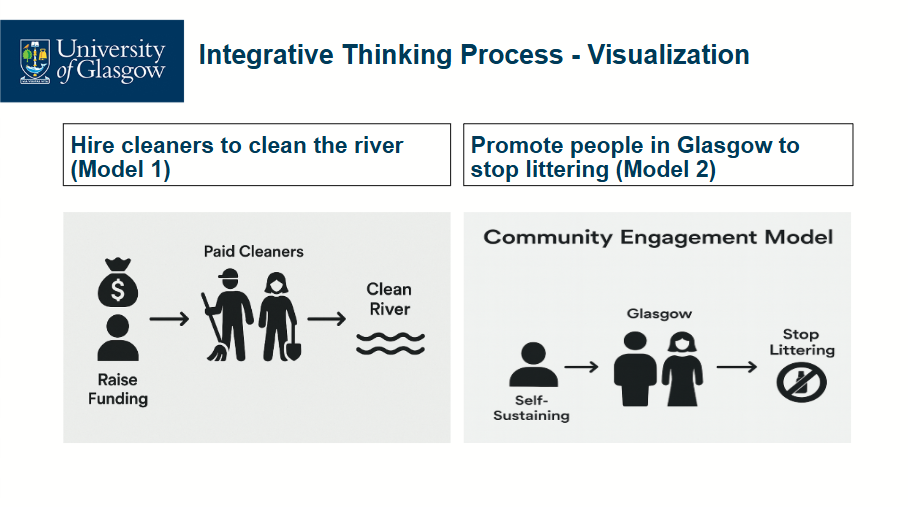 University
of Glasgow
Integrative Thinking Process - Visualization
Hire cleaners to clean the river
(Model 1)
Promote people in Glasgow to
stop littering (Model 2)
$
Raise
Funding
Paid Cleaners
Clean
River
Community Engagement Model
Self-
Sustaining
Glasgow
Stop
Littering